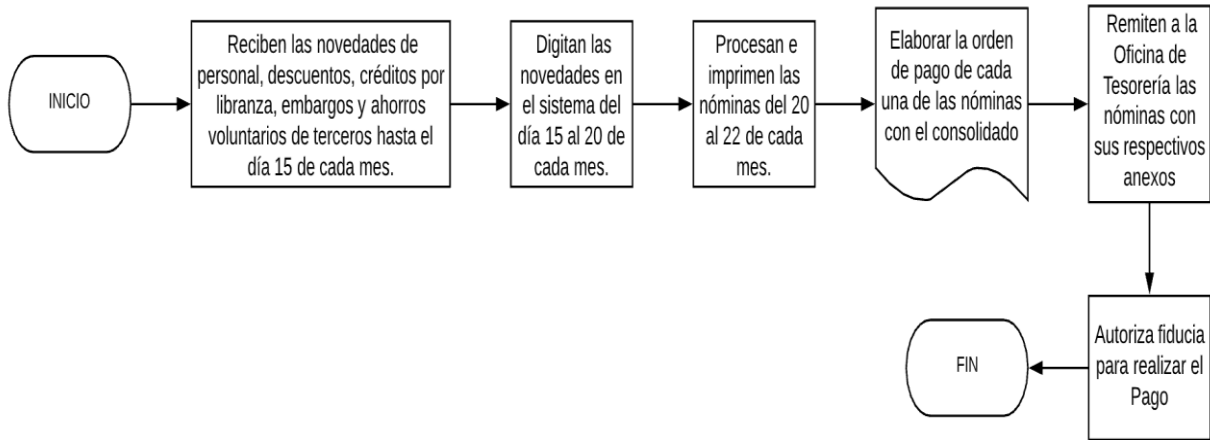 INICIO
Reciben las novedades de
personal, descuentos, créditos por
libranza, embargos y ahorros
voluntarios de terceros hasta el
día 15 de cada mes.
Digitan las
novedades en
el sistema del
día 15 al 20 de
cada mes.
Procesan e
imprimen las
nóminas del 20
al 22 de cada
mes.
Elaborar la orden
de pago de cada
una de las nóminas
con el consolidado
Remiten a la
Oficina de
Tesorería las
nóminas con
sus respectivos
anexos
Autoriza fiducia
para realizar el
Pago
FIN